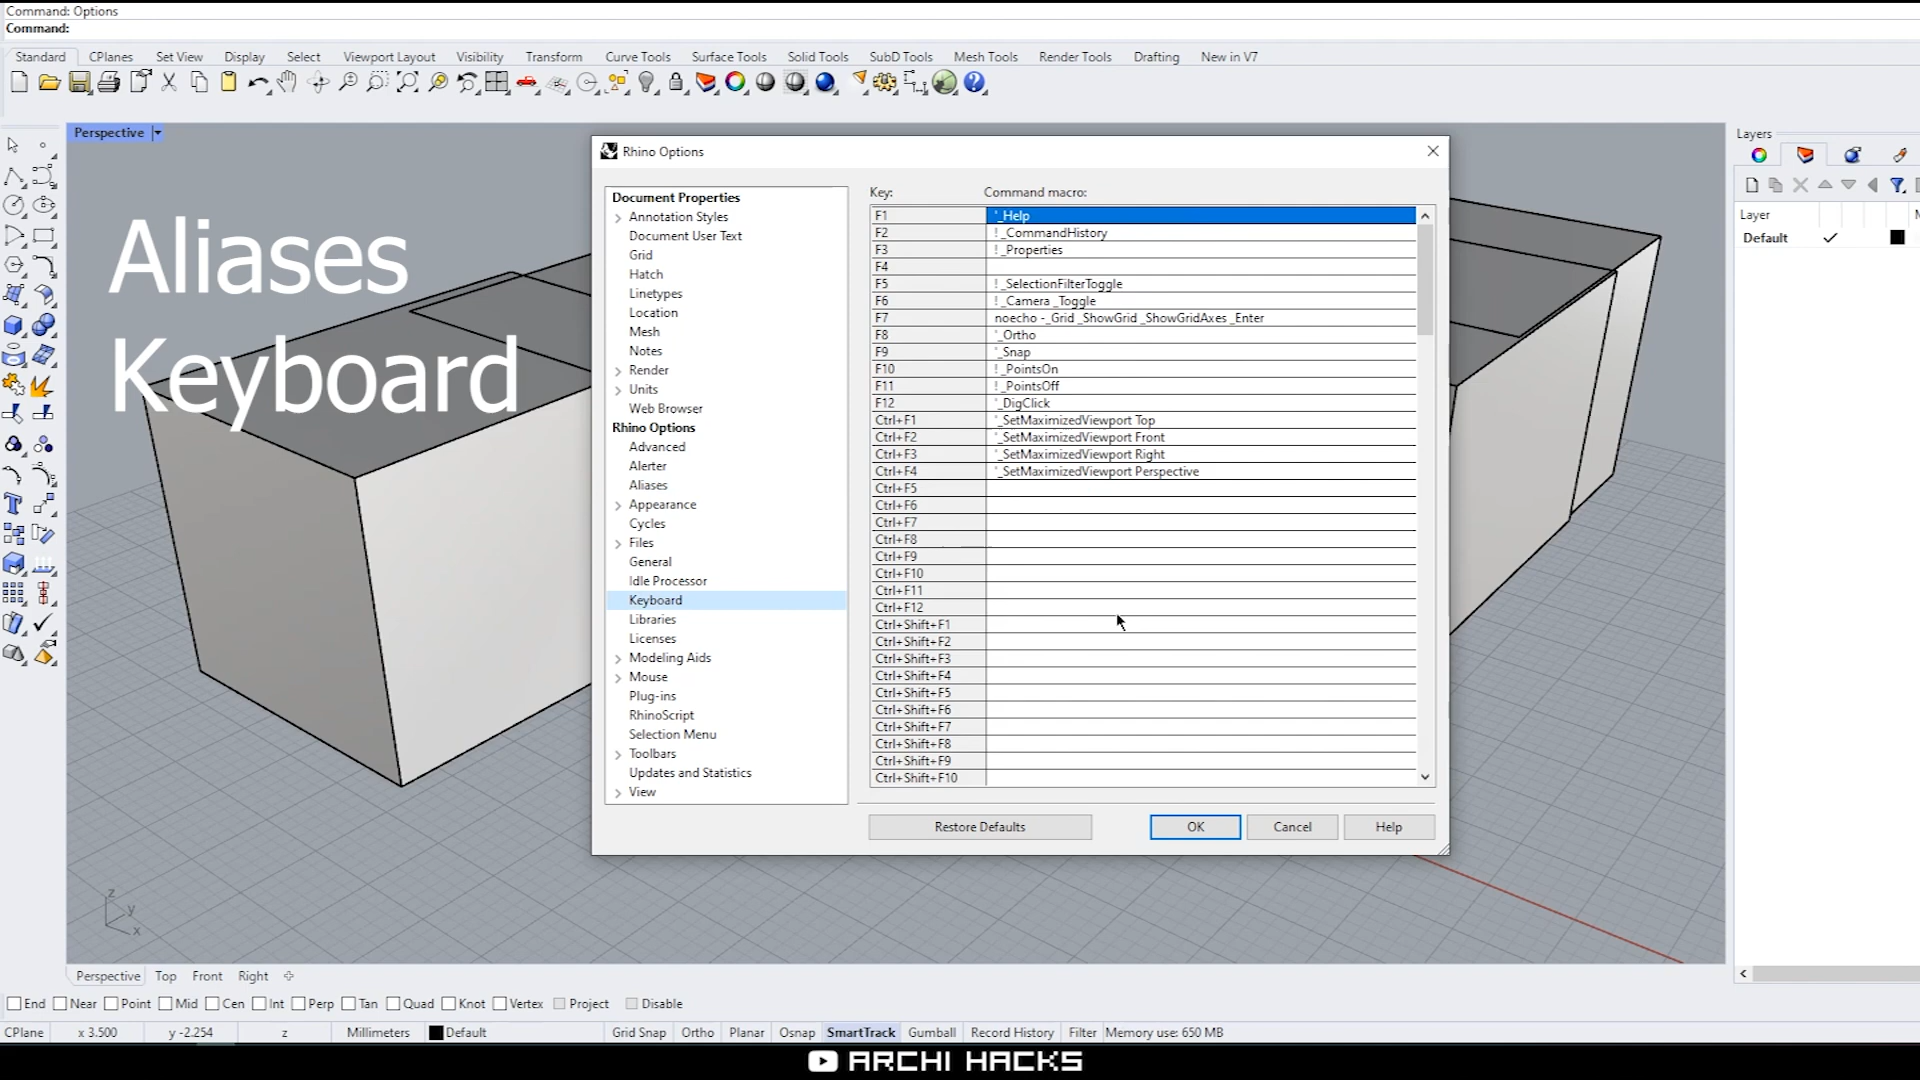 Command: Options
Command:
Standard CPlanes Set View Display Select Viewport Layout Visibility Transform Curve Tools Surface Tools Solid Tools SubD Tools Mesh Tools Render Tools Drafting New in V7
Perspective
Aliases
Keyboard
Rhino Options
Document Properties
Annotation Styles
Document User Text
Grid
Hatch
Linetypes
Location
Mesh
Notes
Render
Units
Web Browser
Rhino Options
Advanced
Alerter
Aliases
Appearance
Cycles
Files
General
Idle Processor
Keyboard
Libraries
Licenses
Modeling Aids
Mouse
Plug-ins
RhinoScript
Selection Menu
Toolbars
Updates and Statistics
View
Key: Command macro:
F1 '_Help
F2 !_CommandHistory
F3 !_Properties
F4
F5 !_SelectionFilterToggle
F6 !_Camera _Toggle
F7 noecho -_Grid _ShowGrid _ShowGridAxes _Enter
F8 '_Ortho
F9 '_Snap
F10 !_PointsOn
F11 !_PointsOff
F12 '_DigClick
Ctrl+F1 '_SetMaximizedViewport Top
Ctrl+F2 '_SetMaximizedViewport Front
Ctrl+F3 '_SetMaximizedViewport Right
Ctrl+F4 '_SetMaximizedViewport Perspective
Ctrl+F5
Ctrl+F6
Ctrl+F7
Ctrl+F8
Ctrl+F9
Ctrl+F10
Ctrl+F11
Ctrl+F12
Ctrl+Shift+F1
Ctrl+Shift+F2
Ctrl+Shift+F3
Ctrl+Shift+F4
Ctrl+Shift+F5
Ctrl+Shift+F6
Ctrl+Shift+F7
Ctrl+Shift+F8
Ctrl+Shift+F9
Ctrl+Shift+F10
Restore Defaults OK Cancel Help
Layers
Layer
Default
z
y
x
Perspective Top Front Right
End Near Point Mid Cen Int Perp Tan Quad Knot Vertex Project Disable
CPlane x 3.500 y -2.254 z Millimeters Default Grid Snap Ortho Planar Osnap SmartTrack Gumball Record History Filter Memory use: 650 MB
ARCHI HACKS